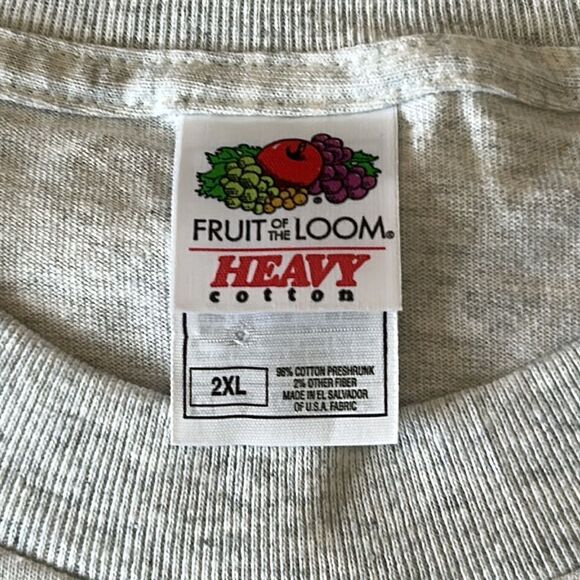 FRUIT OF THE LOOM®
HEAVY
cotton
2XL
98% COTTON PRESHRUNK
2% OTHER FIBER
MADE IN EL SALVADOR
OF U.S.A. FABRIC